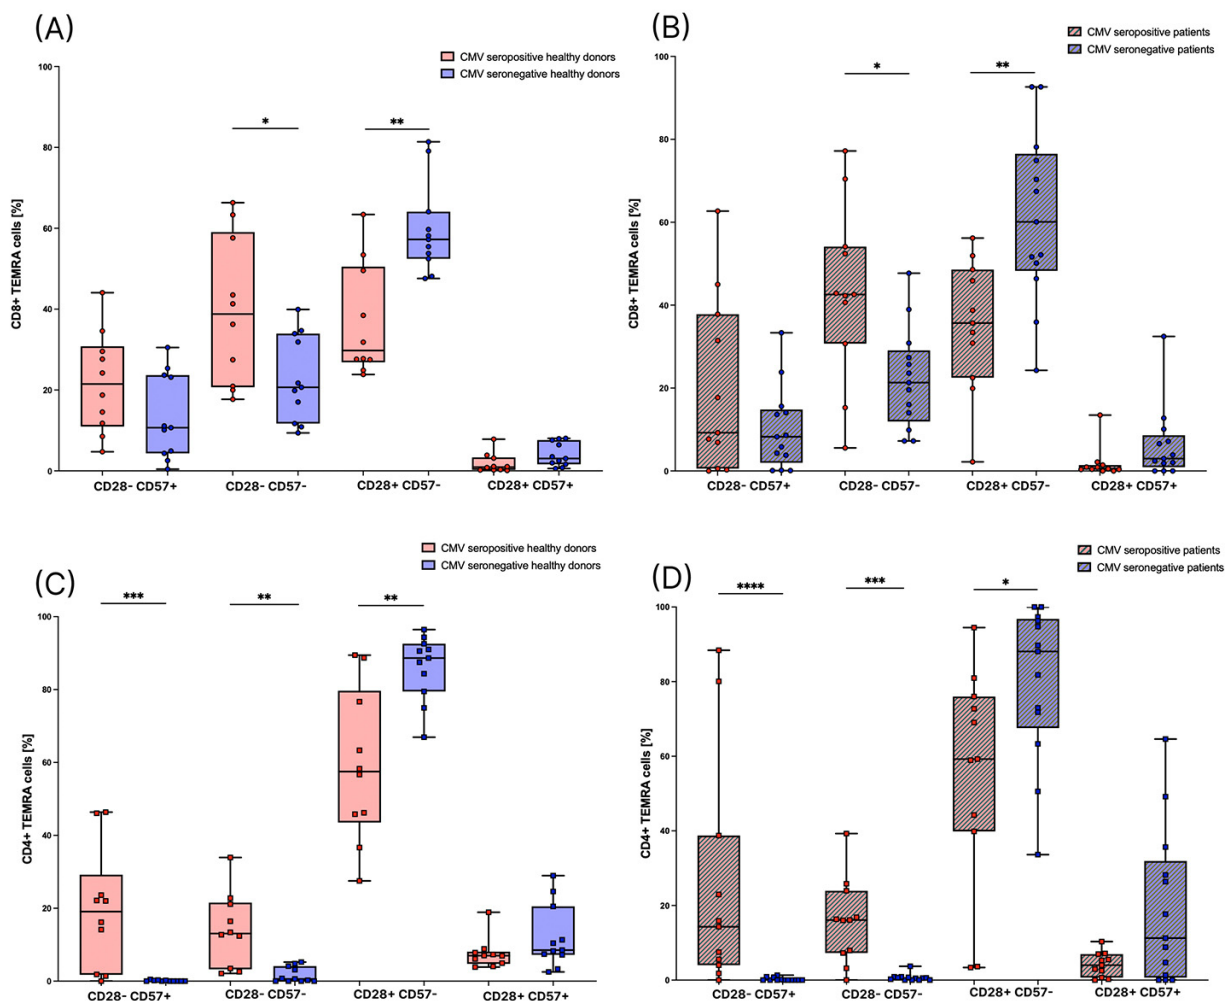 (A)
CMV seropositive healthy donors
CMV seronegative healthy donors
CD8+ TEMRA cells [%]
100
80
60
40
20
0
*
**
CD28- CD57+
CD28- CD57-
CD28+ CD57-
CD28+ CD57+
(B)
CMV seropositive patients
CMV seronegative patients
CD8+ TEMRA cells [%]
100
80
60
40
20
0
*
**
CD28- CD57+
CD28- CD57-
CD28+ CD57-
CD28+ CD57+
(C)
CMV seropositive healthy donors
CMV seronegative healthy donors
CD4+ TEMRA cells [%]
100
80
60
40
20
0
***
**
**
CD28- CD57+
CD28- CD57-
CD28+ CD57-
CD28+ CD57+
(D)
CMV seropositive patients
CMV seronegative patients
CD4+ TEMRA cells [%]
100
80
60
40
20
0
****
***
*
CD28- CD57+
CD28- CD57-
CD28+ CD57-
CD28+ CD57+